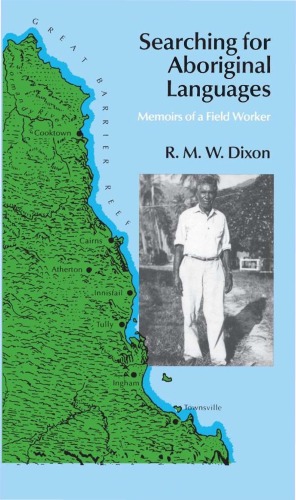 Searching for
Aboriginal
Languages
Memoirs of a Field Worker
R. M. W. Dixon
GREAT BARRIER REEF
Cooktown
Cairns
Atherton
Innisfail
Tully
Ingham
Townsville